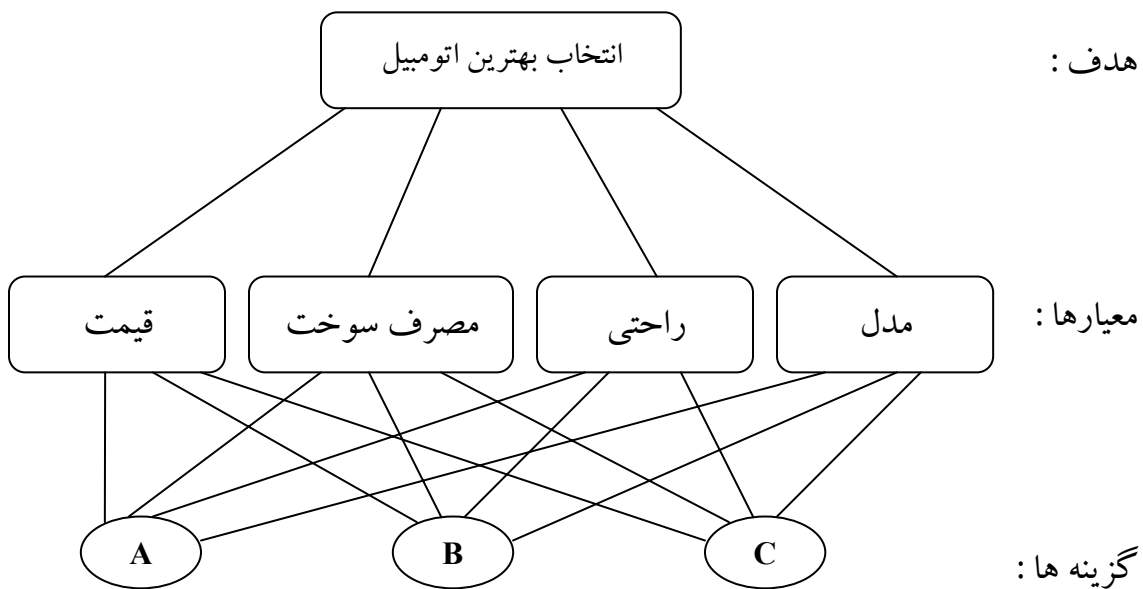 هدف :
انتخاب بهترین اتومبیل
معیارها :
مدل
راحتی
مصرف سوخت
قیمت
گزینه ها :
A
B
C